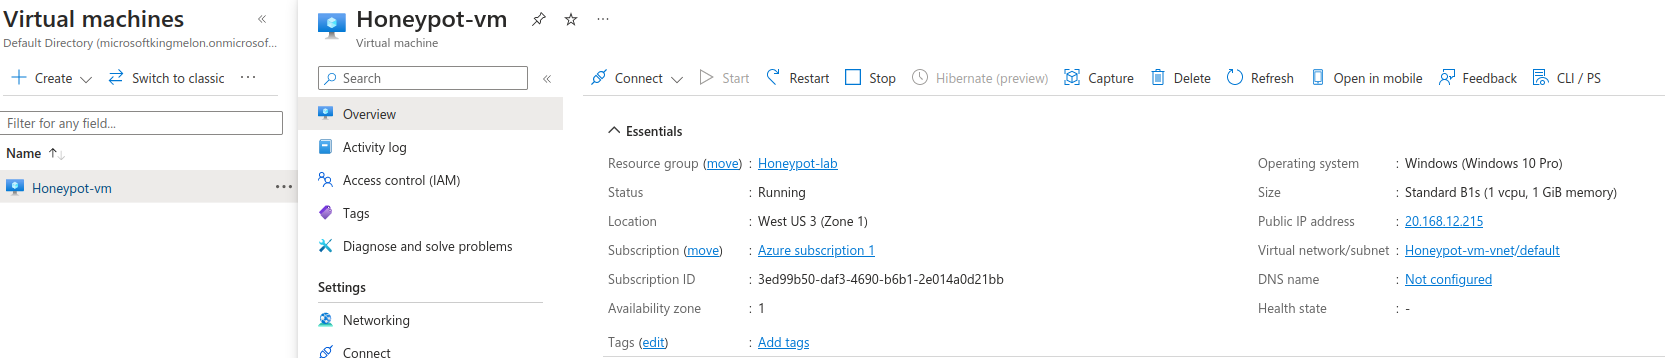 Virtual machines «
Default Directory (microsoftkingmelon.onmicrosof...
+ Create Switch to classic ...
Filter for any field...
Name ↑↓
Honeypot-vm ...
Honeypot-vm ...
Virtual machine
Search «
Overview
Activity log
Access control (IAM)
Tags
Diagnose and solve problems
Settings
Networking
Connect
Connect Start Restart Stop Hibernate (preview) Capture Delete Refresh Open in mobile Feedback CLI / PS
Essentials
Resource group (move) : Honeypot-lab
Status : Running
Location : West US 3 (Zone 1)
Subscription (move) : Azure subscription 1
Subscription ID : 3ed99b50-daf3-4690-b6b1-2e014a0d21bb
Availability zone : 1
Tags (edit) : Add tags
Operating system : Windows (Windows 10 Pro)
Size : Standard B1s (1 vcpu, 1 GiB memory)
Public IP address : 20.168.12.215
Virtual network/subnet : Honeypot-vm-vnet/default
DNS name : Not configured
Health state : -